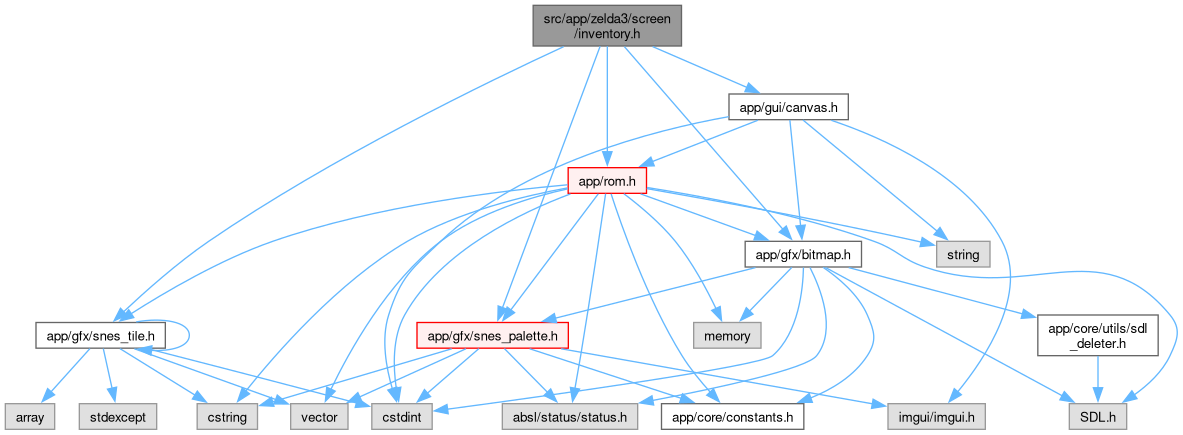 src/app/zelda3/screen
/inventory.h
app/gui/canvas.h
app/rom.h
app/gfx/bitmap.h
string
app/gfx/snes_tile.h
app/gfx/snes_palette.h
memory
app/core/utils/sdl
_deleter.h
array
stdexcept
cstring
vector
cstdint
absl/status/status.h
app/core/constants.h
imgui/imgui.h
SDL.h